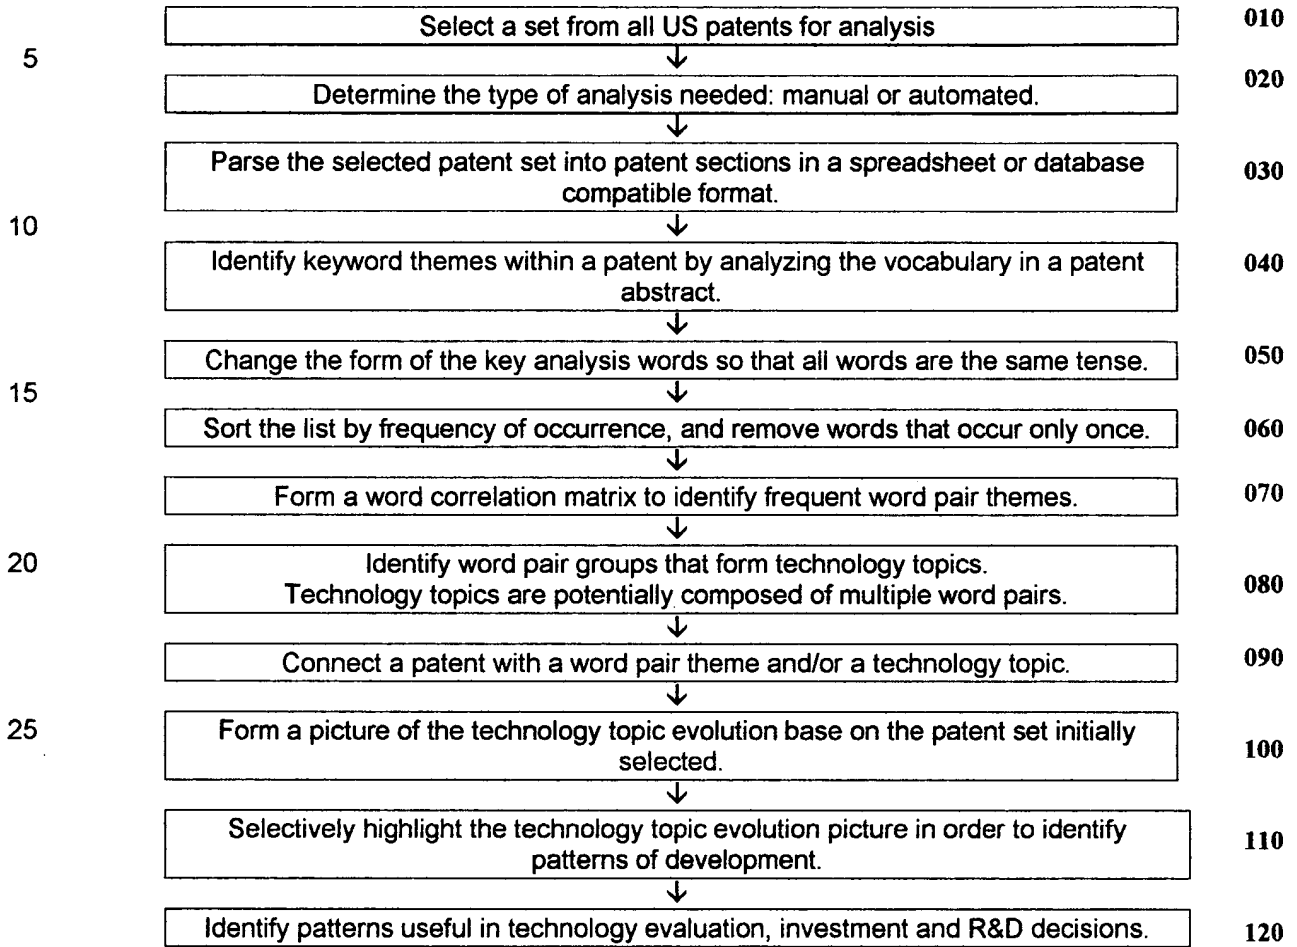 Select a set from all US patents for analysis 010
5
Determine the type of analysis needed: manual or automated. 020
Parse the selected patent set into patent sections in a spreadsheet or database
compatible format. 030
10
Identify keyword themes within a patent by analyzing the vocabulary in a patent
abstract. 040
Change the form of the key analysis words so that all words are the same tense. 050
15
Sort the list by frequency of occurrence, and remove words that occur only once. 060
Form a word correlation matrix to identify frequent word pair themes. 070
20 Identify word pair groups that form technology topics.
Technology topics are potentially composed of multiple word pairs. 080
Connect a patent with a word pair theme and/or a technology topic. 090
25 Form a picture of the technology topic evolution base on the patent set initially
selected. 100
Selectively highlight the technology topic evolution picture in order to identify
patterns of development. 110
Identify patterns useful in technology evaluation, investment and R&D decisions. 120